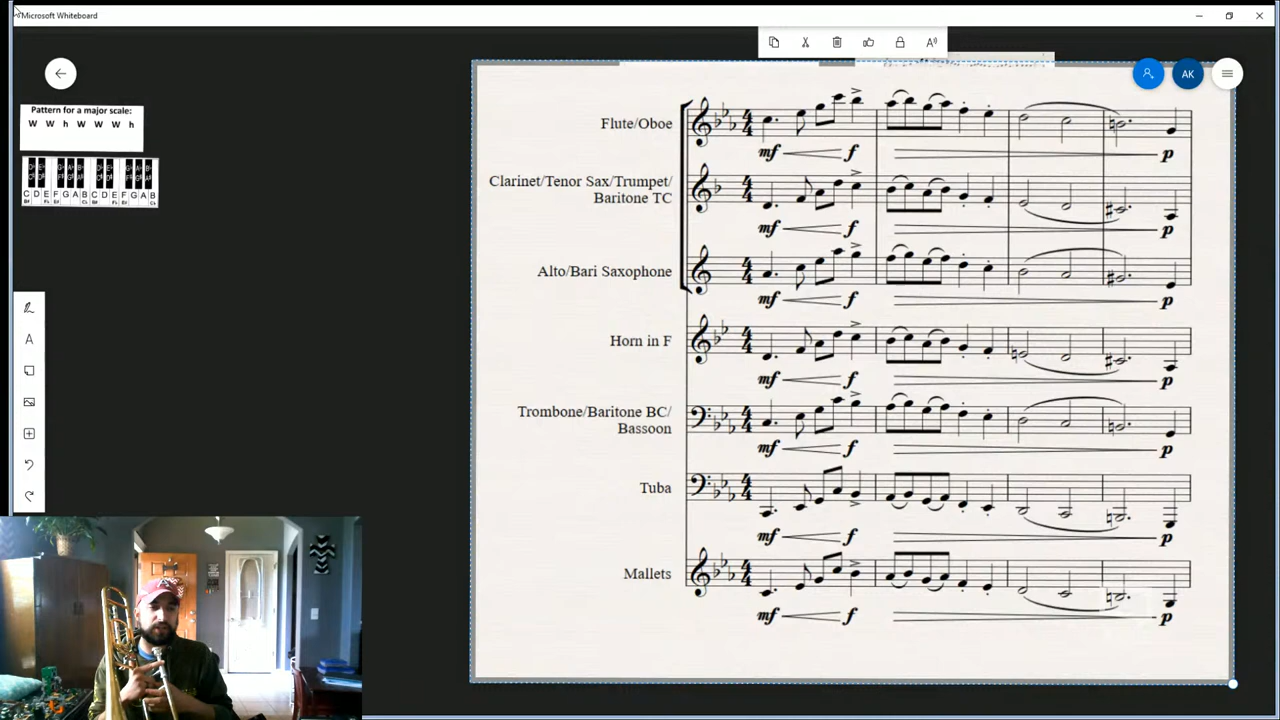 Microsoft Whiteboard
AK
Pattern for a major scale:
W W h W W W h
C D E F G A B C D E F G A B
Flute/Oboe
mf f p
Clarinet/Tenor Sax/Trumpet/
Baritone TC
mf f p
Alto/Bari Saxophone
mf f p
Horn in F
mf f p
Trombone/Baritone BC/
Bassoon
mf f p
Tuba
mf f p
Mallets
mf f p